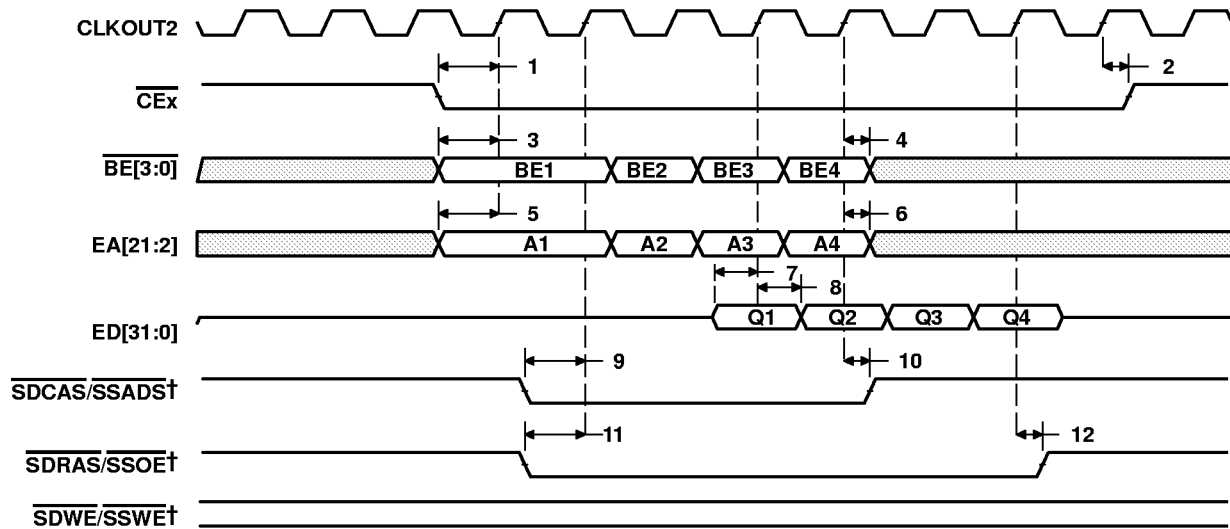 CLKOUT2
1
2
CEx
3
4
BE[3:0]
BE1 BE2 BE3 BE4
5
6
EA[21:2]
A1 A2 A3 A4
7
8
ED[31:0]
Q1 Q2 Q3 Q4
9
10
SDCAS/SSADS†
11
12
SDRAS/SSOE†
SDWE/SSWE†